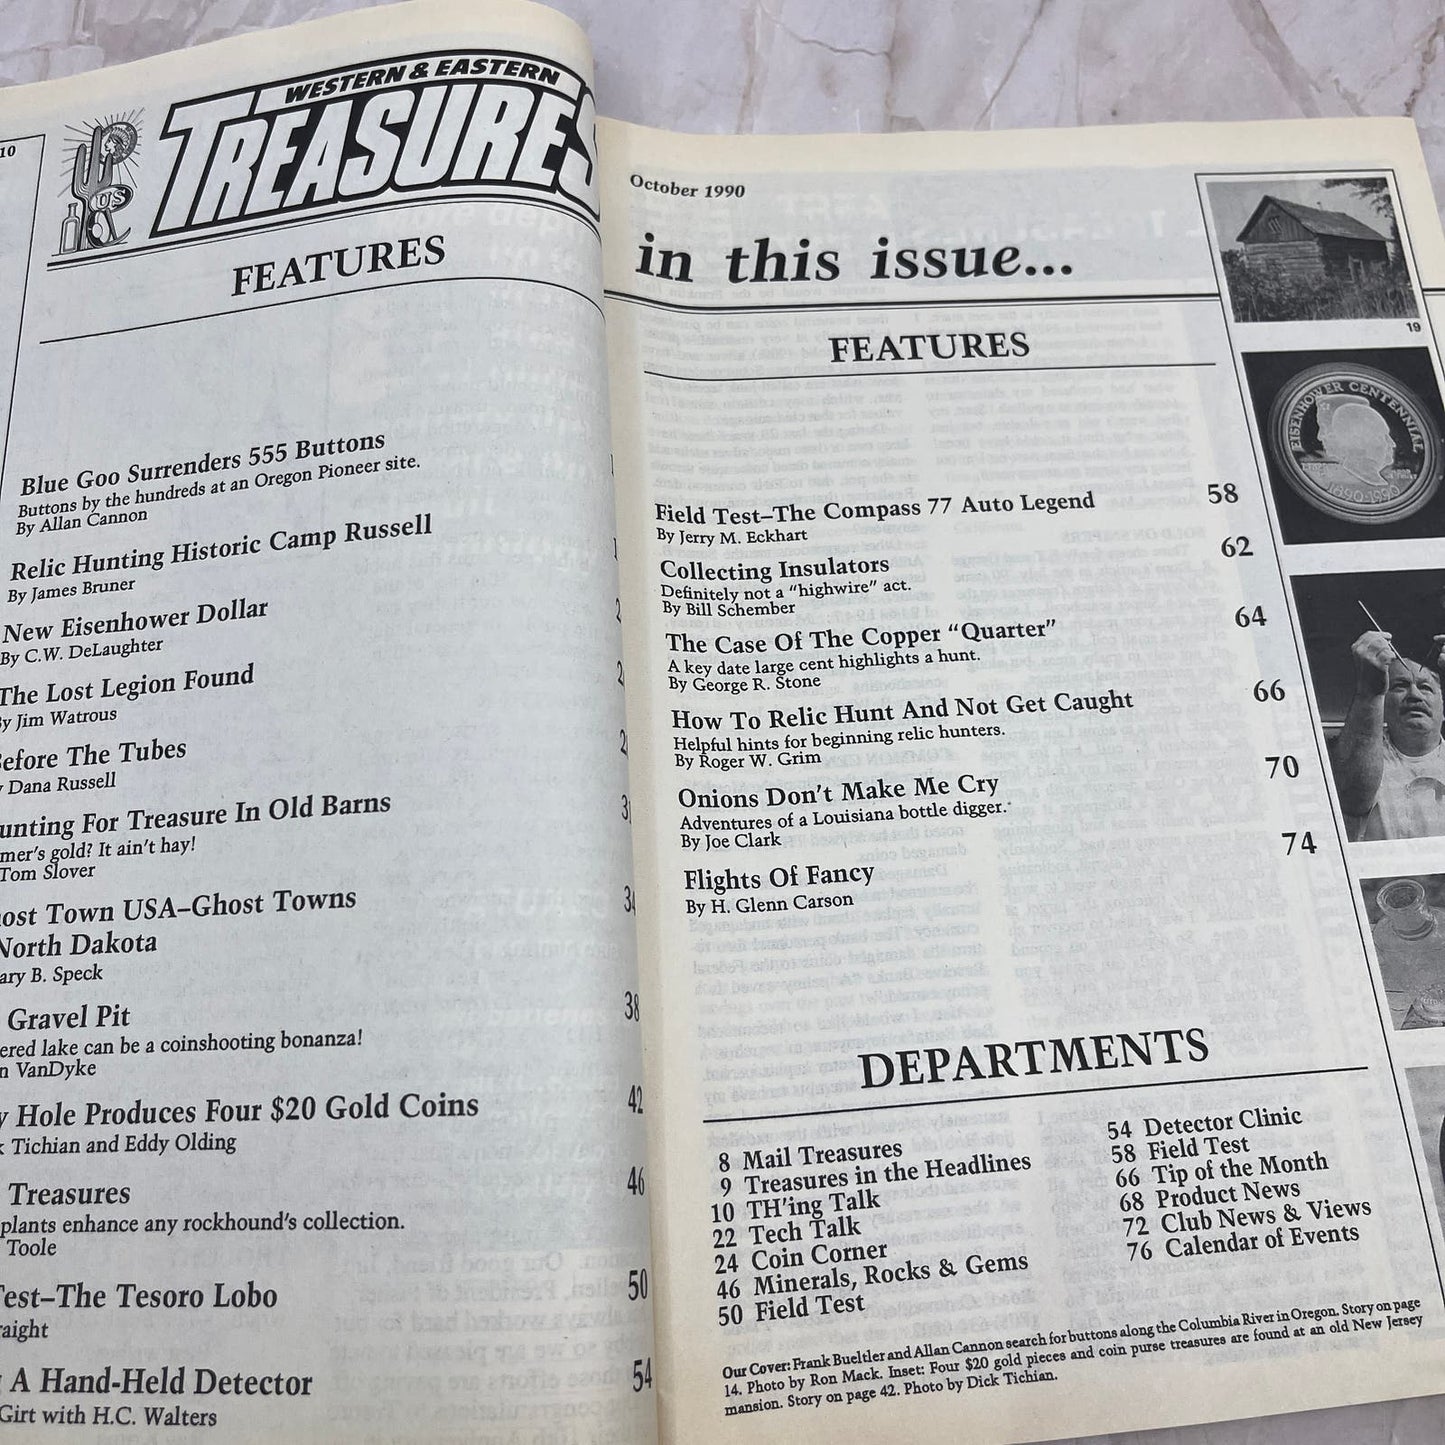 10
WESTERN & EASTERN
TREASURES
US
FEATURES
Blue Goo Surrenders 555 Buttons
Buttons by the hundreds at an Oregon Pioneer site.
By Allan Cannon
Relic Hunting Historic Camp Russell
By James Bruner
New Eisenhower Dollar
By C.W. DeLaughter
The Lost Legion Found
By Jim Watrous
Before The Tubes
Dana Russell
unting For Treasure In Old Barns
mer's gold? It ain't hay!
Tom Slover
ost Town USA–Ghost Towns 34
North Dakota
ary B. Speck
Gravel Pit 38
ered lake can be a coinshooting bonanza!
n VanDyke
y Hole Produces Four $20 Gold Coins 42
k Tichian and Eddy Olding
Treasures 46
plants enhance any rockhound's collection.
Toole
Test–The Tesoro Lobo 50
raight
A Hand-Held Detector 54
Girt with H.C. Walters
October 1990
in this issue...
FEATURES
Field Test–The Compass 77 Auto Legend 58
By Jerry M. Eckhart
Collecting Insulators 62
Definitely not a "highwire" act.
By Bill Schember
The Case Of The Copper "Quarter" 64
A key date large cent highlights a hunt.
By George R. Stone
How To Relic Hunt And Not Get Caught 66
Helpful hints for beginning relic hunters.
By Roger W. Grim
Onions Don't Make Me Cry 70
Adventures of a Louisiana bottle digger.
By Joe Clark
Flights Of Fancy 74
By H. Glenn Carson
19
EISENHOWER CENTENNIAL
1890-1990
DEPARTMENTS
8 Mail Treasures
9 Treasures in the Headlines
10 TH'ing Talk
22 Tech Talk
24 Coin Corner
46 Minerals, Rocks & Gems
50 Field Test
54 Detector Clinic
58 Field Test
66 Tip of the Month
68 Product News
72 Club News & Views
76 Calendar of Events
Our Cover: Frank Bueltler and Allan Cannon search for buttons along the Columbia River in Oregon. Story on page
14. Photo by Ron Mack. Inset: Four $20 gold pieces and coin purse treasures are found at an old New Jersey
mansion. Story on page 42. Photo by Dick Tichian.